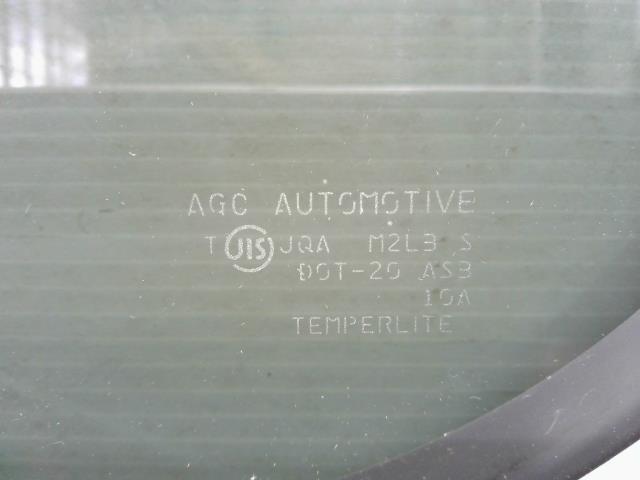 AGC AUTOMOTIVE
T JIS JQA M2L3 S
DOT-20 AS3
10A
TEMPERLITE